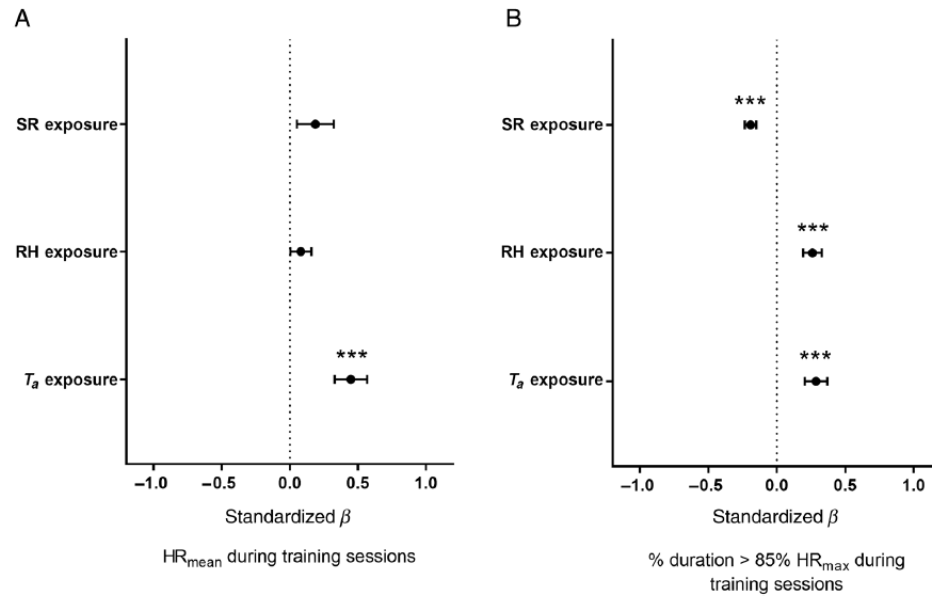 A
SR exposure
RH exposure
***
Ta exposure
–1.0 –0.5 0.0 0.5 1.0
Standardized β
HRmean during training sessions
B
***
SR exposure
***
RH exposure
***
Ta exposure
–1.0 –0.5 0.0 0.5 1.0
Standardized β
% duration > 85% HRmax during
training sessions